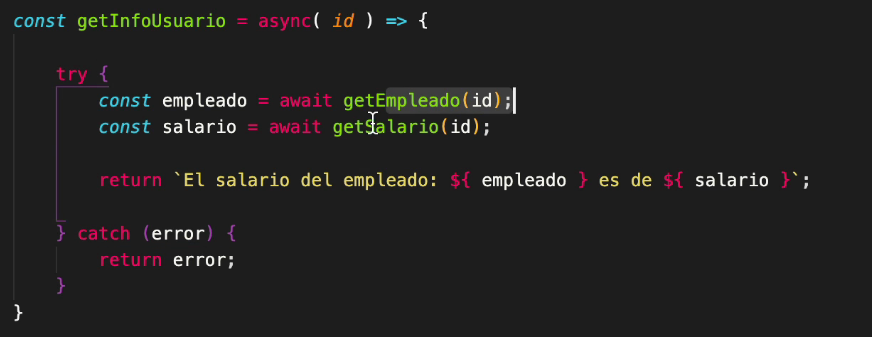 const getInfoUsuario = async( id ) => {
try {
const empleado = await getEmpleado(id);
const salario = await getSalario(id);
return `El salario del empleado: ${ empleado } es de ${ salario }`;
} catch (error) {
return error;
}
}